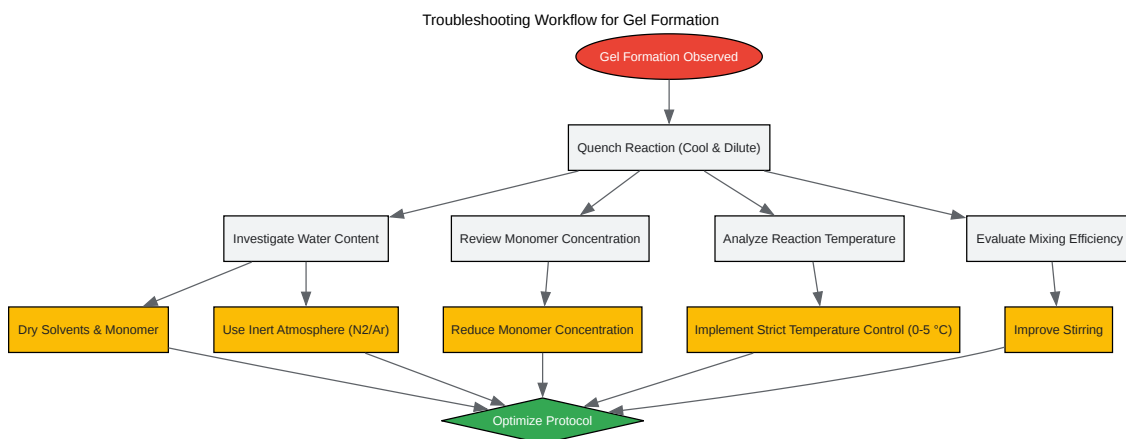 Troubleshooting Workflow for Gel Formation
Gel Formation Observed
Quench Reaction (Cool & Dilute)
Investigate Water Content
Review Monomer Concentration
Analyze Reaction Temperature
Evaluate Mixing Efficiency
Dry Solvents & Monomer
Use Inert Atmosphere (N2/Ar)
Reduce Monomer Concentration
Implement Strict Temperature Control (0-5 °C)
Improve Stirring
Optimize Protocol